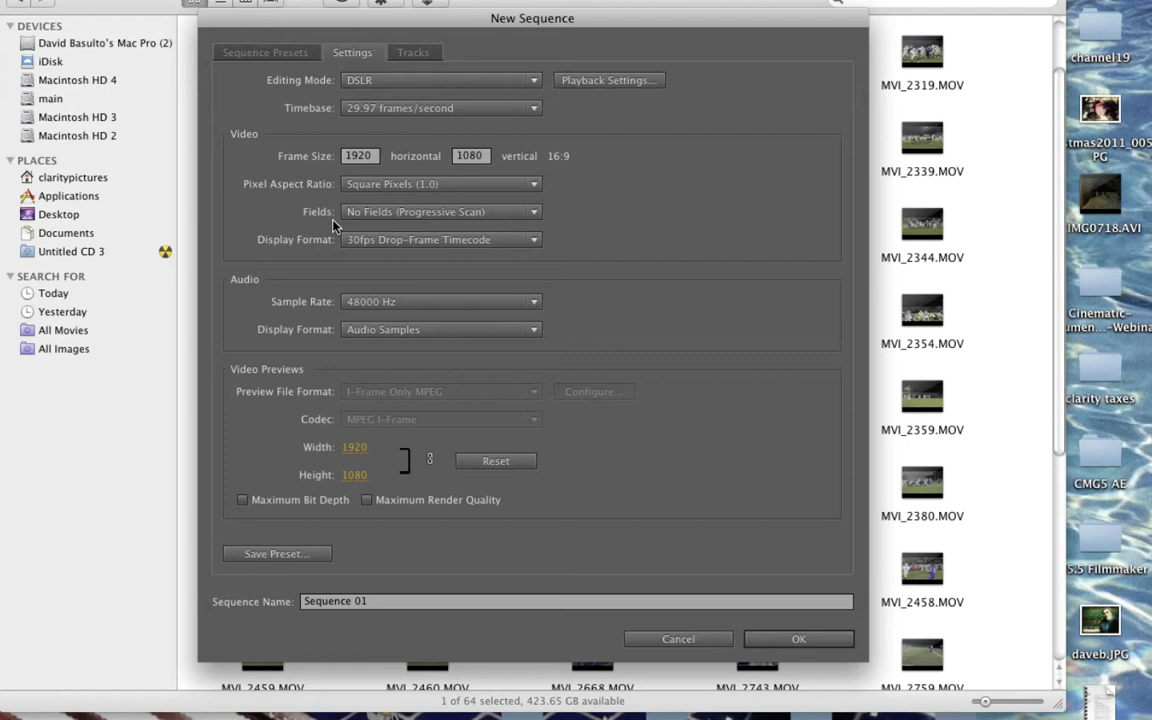 New Sequence
DEVICES
David Basulto's Mac Pro (2)
iDisk
Macintosh HD 4
main
Macintosh HD 3
Macintosh HD 2
PLACES
claritypictures
Applications
Desktop
Documents
Untitled CD 3
SEARCH FOR
Today
Yesterday
All Movies
All Images
Sequence Presets Settings Tracks
Editing Mode: DSLR Playback Settings...
Timebase: 29.97 frames/second
Video
Frame Size: 1920 horizontal 1080 vertical 16:9
Pixel Aspect Ratio: Square Pixels (1.0)
Fields: No Fields (Progressive Scan)
Display Format: 30fps Drop-Frame Timecode
Audio
Sample Rate: 48000 Hz
Display Format: Audio Samples
Video Previews
Preview File Format: I-Frame Only MPEG Configure...
Codec: MPEG I-Frame
Width: 1920
Reset
Height: 1080
Maximum Bit Depth Maximum Render Quality
Save Preset...
Sequence Name: Sequence 01
Cancel OK
MVI_2319.MOV
MVI_2339.MOV
MVI_2344.MOV
MVI_2354.MOV
MVI_2359.MOV
MVI_2380.MOV
MVI_2458.MOV
MVI_2459.MOV MVI_2460.MOV MVI_2668.MOV MVI_2743.MOV MVI_2759.MOV
1 of 64 selected, 423.65 GB available
channel19
stmas2011_005
PG
IMG0718.AVI
Cinematic-
umen...-Webina
clarity taxes
CMG5 AE
5.5 Filmmaker
daveb.JPG